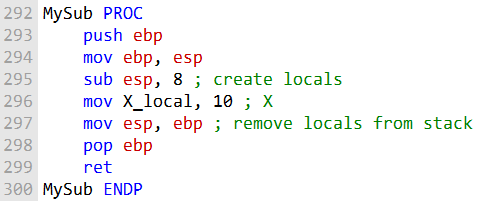 292 MySub PROC
293 push ebp
294 mov ebp, esp
295 sub esp, 8 ; create locals
296 mov X_local, 10 ; X
297 mov esp, ebp ; remove locals from stack
298 pop ebp
299 ret
300 MySub ENDP